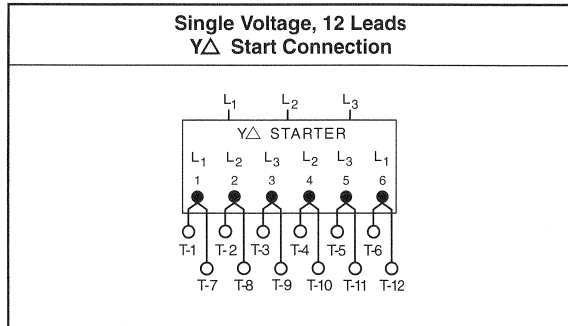 Single Voltage, 12 Leads
Y△ Start Connection
L1 L2 L3
Y△ STARTER
L1 L2 L3 L2 L3 L1
1 2 3 4 5 6
T-1 T-2 T-3 T-4 T-5 T-6
T-7 T-8 T-9 T-10 T-11 T-12